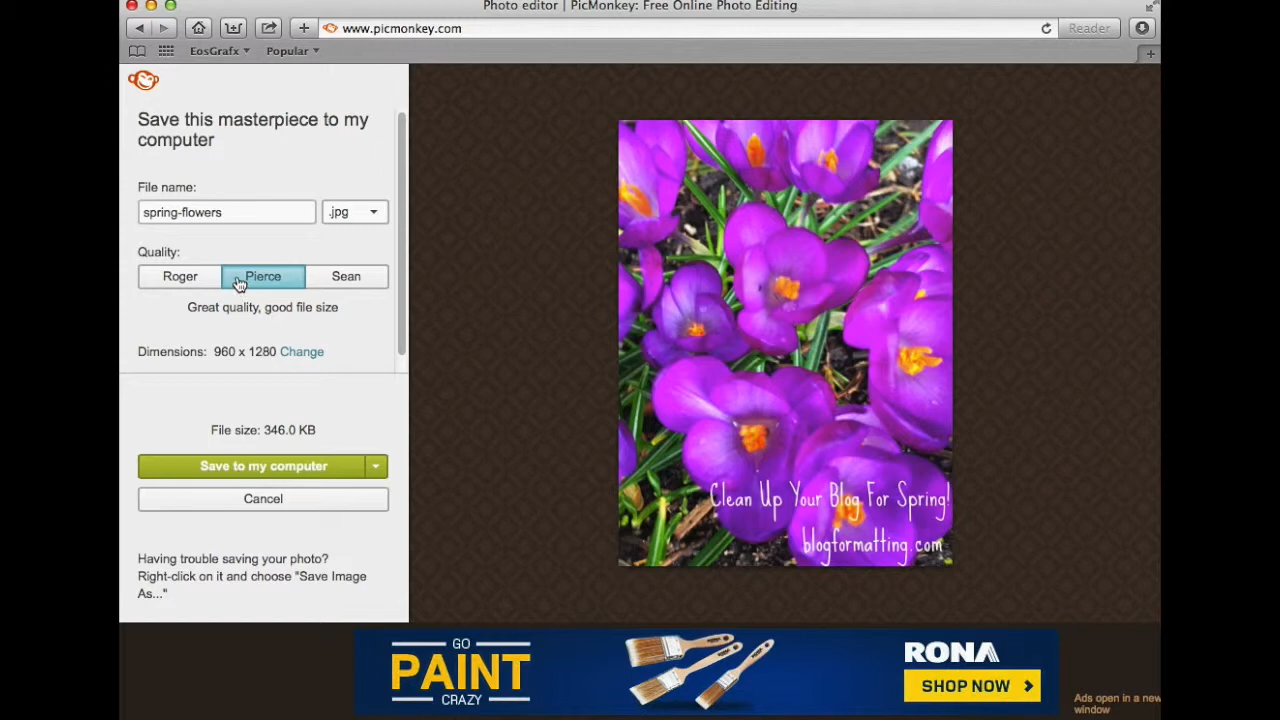 Photo editor | PicMonkey: Free Online Photo Editing
www.picmonkey.com
Reader
EosGrafx
Popular
Save this masterpiece to my
computer
File name:
spring-flowers
.jpg
Quality:
Roger
Pierce
Sean
Great quality, good file size
Dimensions: 960 x 1280 Change
File size: 346.0 KB
Save to my computer
Cancel
Having trouble saving your photo?
Right-click on it and choose "Save Image
As..."
Clean Up Your Blog For Spring!
blogformatting.com
GO
PAINT
CRAZY
RONA
SHOP NOW
Ads open in a new
window